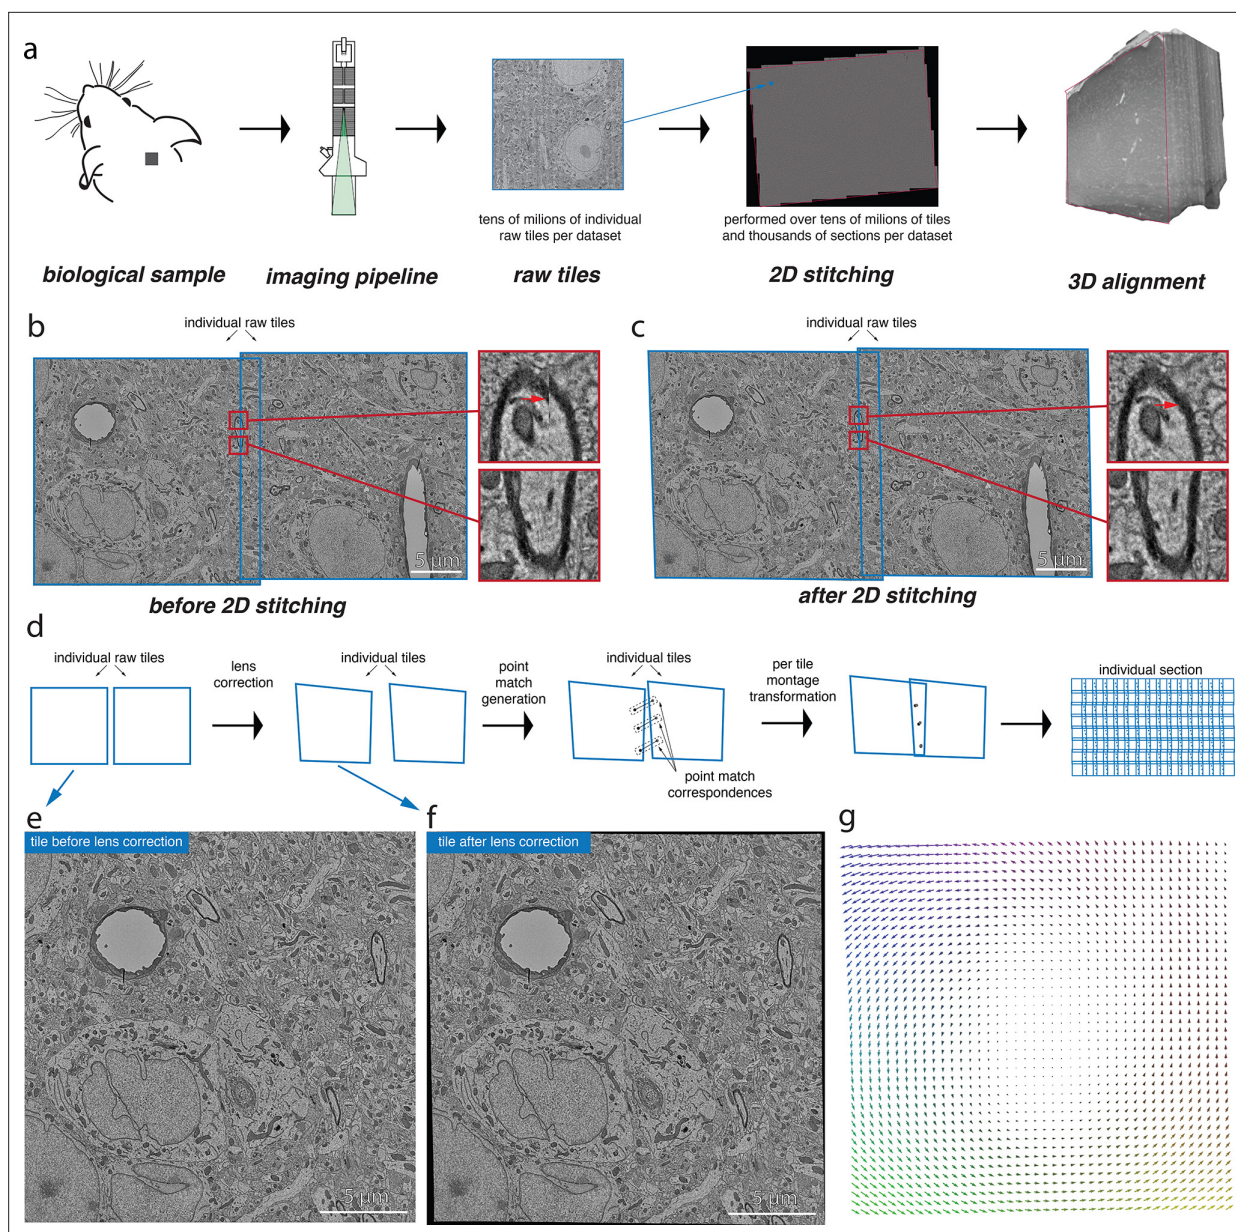 a
tens of milions of individual
raw tiles per dataset
performed over tens of milions of tiles
and thousands of sections per dataset
biological sample
imaging pipeline
raw tiles
2D stitching
3D alignment
b
individual raw tiles
5 µm
before 2D stitching
c
individual raw tiles
5 µm
after 2D stitching
d
individual raw tiles
lens
correction
individual tiles
point
match
generation
individual tiles
point match
correspondences
per tile
montage
transformation
individual section
e
tile before lens correction
5 µm
f
tile after lens correction
5 µm
g